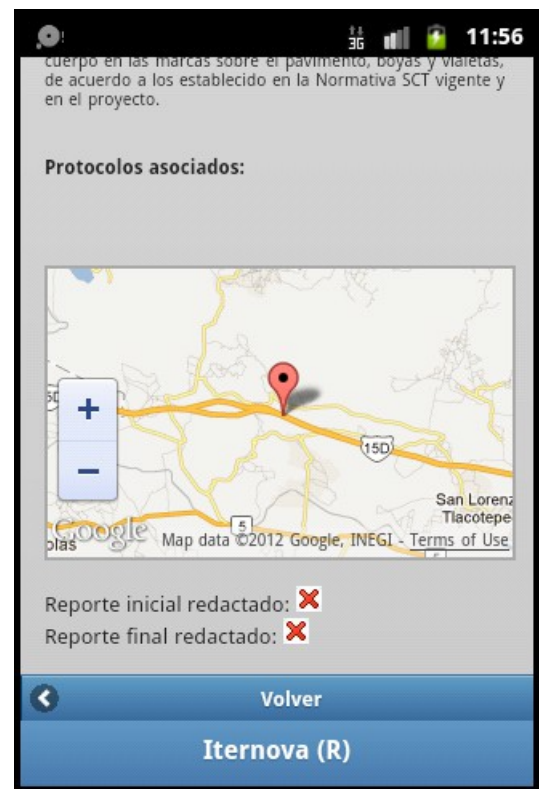 3G 11:56
cuerpo en las marcas sobre el pavimento, boyas y vialetas,
de acuerdo a los establecido en la Normativa SCT vigente y
en el proyecto.
Protocolos asociados:
+
15D
−
San Lorenz
Tlacotepe
5
olás
Google
Map data ©2012 Google, INEGI - Terms of Use
Reporte inicial redactado:
Reporte final redactado:
Volver
Iternova (R)